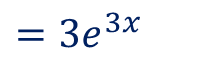 = 3e^{3x}